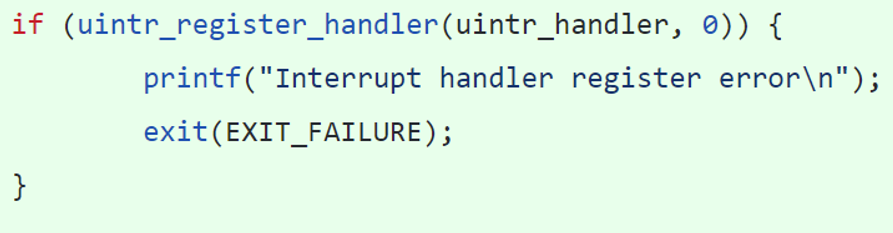 if (uintr_register_handler(uintr_handler, 0)) {
        printf("Interrupt handler register error\n");
        exit(EXIT_FAILURE);
}